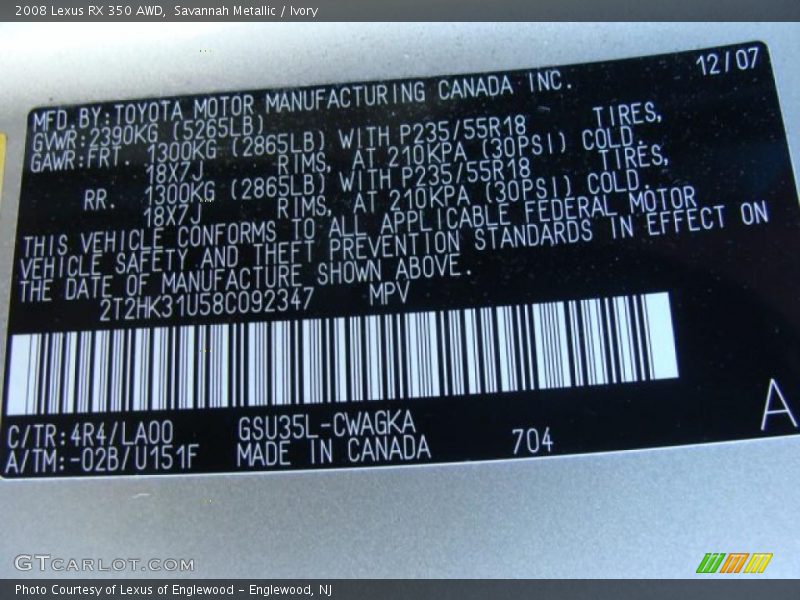 2008 Lexus RX 350 AWD, Savannah Metallic / Ivory
12/07
MFD. BY: TOYOTA MOTOR MANUFACTURING CANADA INC.
GVWR: 2390KG (5265LB)
GAWR: FRT 1300KG (2865LB) WITH P235/55R18 TIRES,
18X7J RIMS, AT 210KPA (30PSI) COLD.
RR. 1300KG (2865LB) WITH P235/55R18 TIRES,
18X7J RIMS, AT 210KPA (30PSI) COLD.
THIS VEHICLE CONFORMS TO ALL APPLICABLE FEDERAL MOTOR
VEHICLE SAFETY AND THEFT PREVENTION STANDARDS IN EFFECT ON
THE DATE OF MANUFACTURE SHOWN ABOVE.
2T2HK31U58C092347 MPV
C/TR: 4R4/LA00 GSU35L-CWAGKA
A/TM: -02B/U151F MADE IN CANADA 704
A
GTCARLOT.COM
Photo Courtesy of Lexus of Englewood - Englewood, NJ